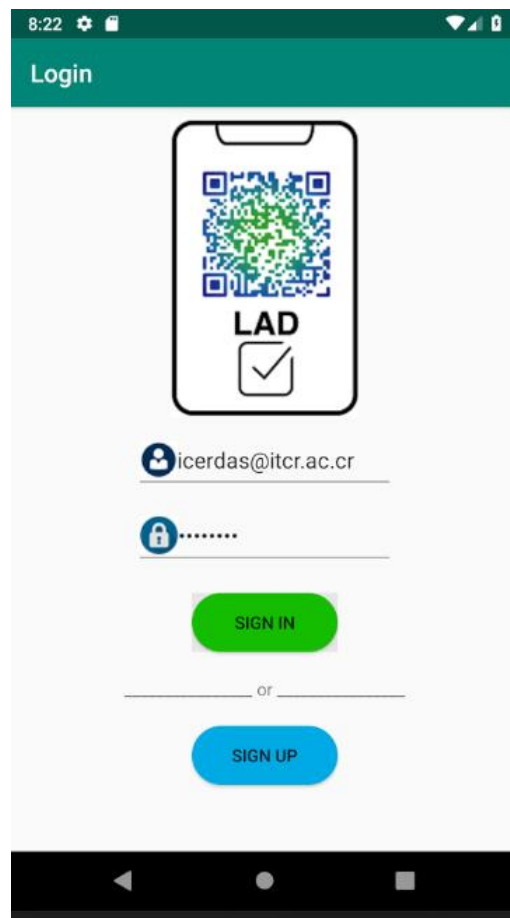 8:22
Login
LAD
icerdas@itcr.ac.cr
••••••••
SIGN IN
or
SIGN UP